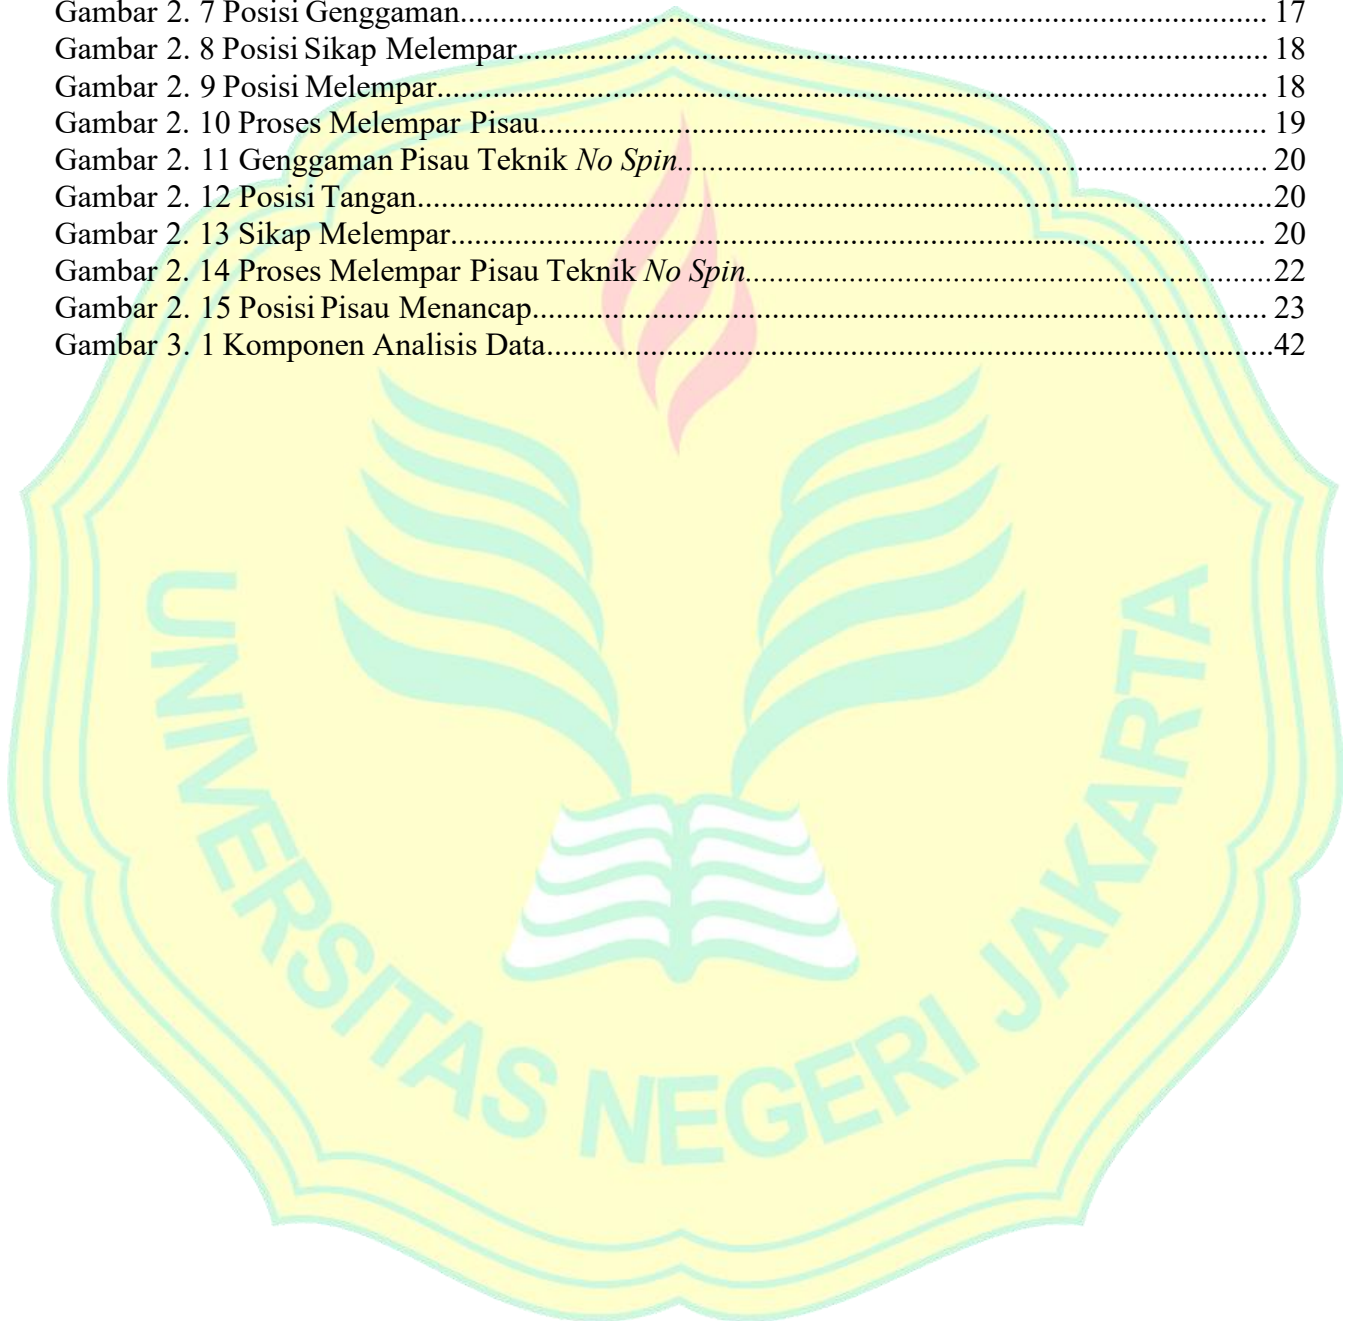 Gambar 2. 7 Posisi Genggaman.......................................................................................................... 17
Gambar 2. 8 Posisi Sikap Melempar.................................................................................................. 18
Gambar 2. 9 Posisi Melempar............................................................................................................ 18
Gambar 2. 10 Proses Melempar Pisau............................................................................................... 19
Gambar 2. 11 Genggaman Pisau Teknik No Spin............................................................................. 20
Gambar 2. 12 Posisi Tangan...............................................................................................................20
Gambar 2. 13 Sikap Melempar.......................................................................................................... 20
Gambar 2. 14 Proses Melempar Pisau Teknik No Spin.....................................................................22
Gambar 2. 15 Posisi Pisau Menancap................................................................................................ 23
Gambar 3. 1 Komponen Analisis Data...............................................................................................42
UNIVERSITAS NEGERI JAKARTA